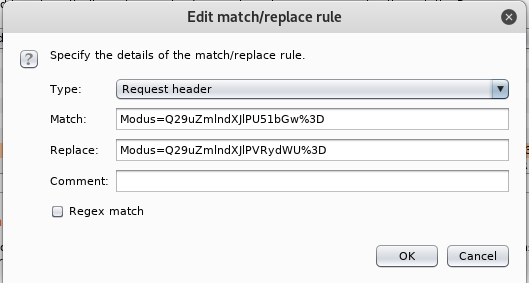 Edit match/replace rule
Specify the details of the match/replace rule.
Type: Request header
Match: Modus=Q29uZmlndXJlPU51bGw%3D
Replace: Modus=Q29uZmlndXJlPVRydWU%3D
Comment:
Regex match
OK Cancel